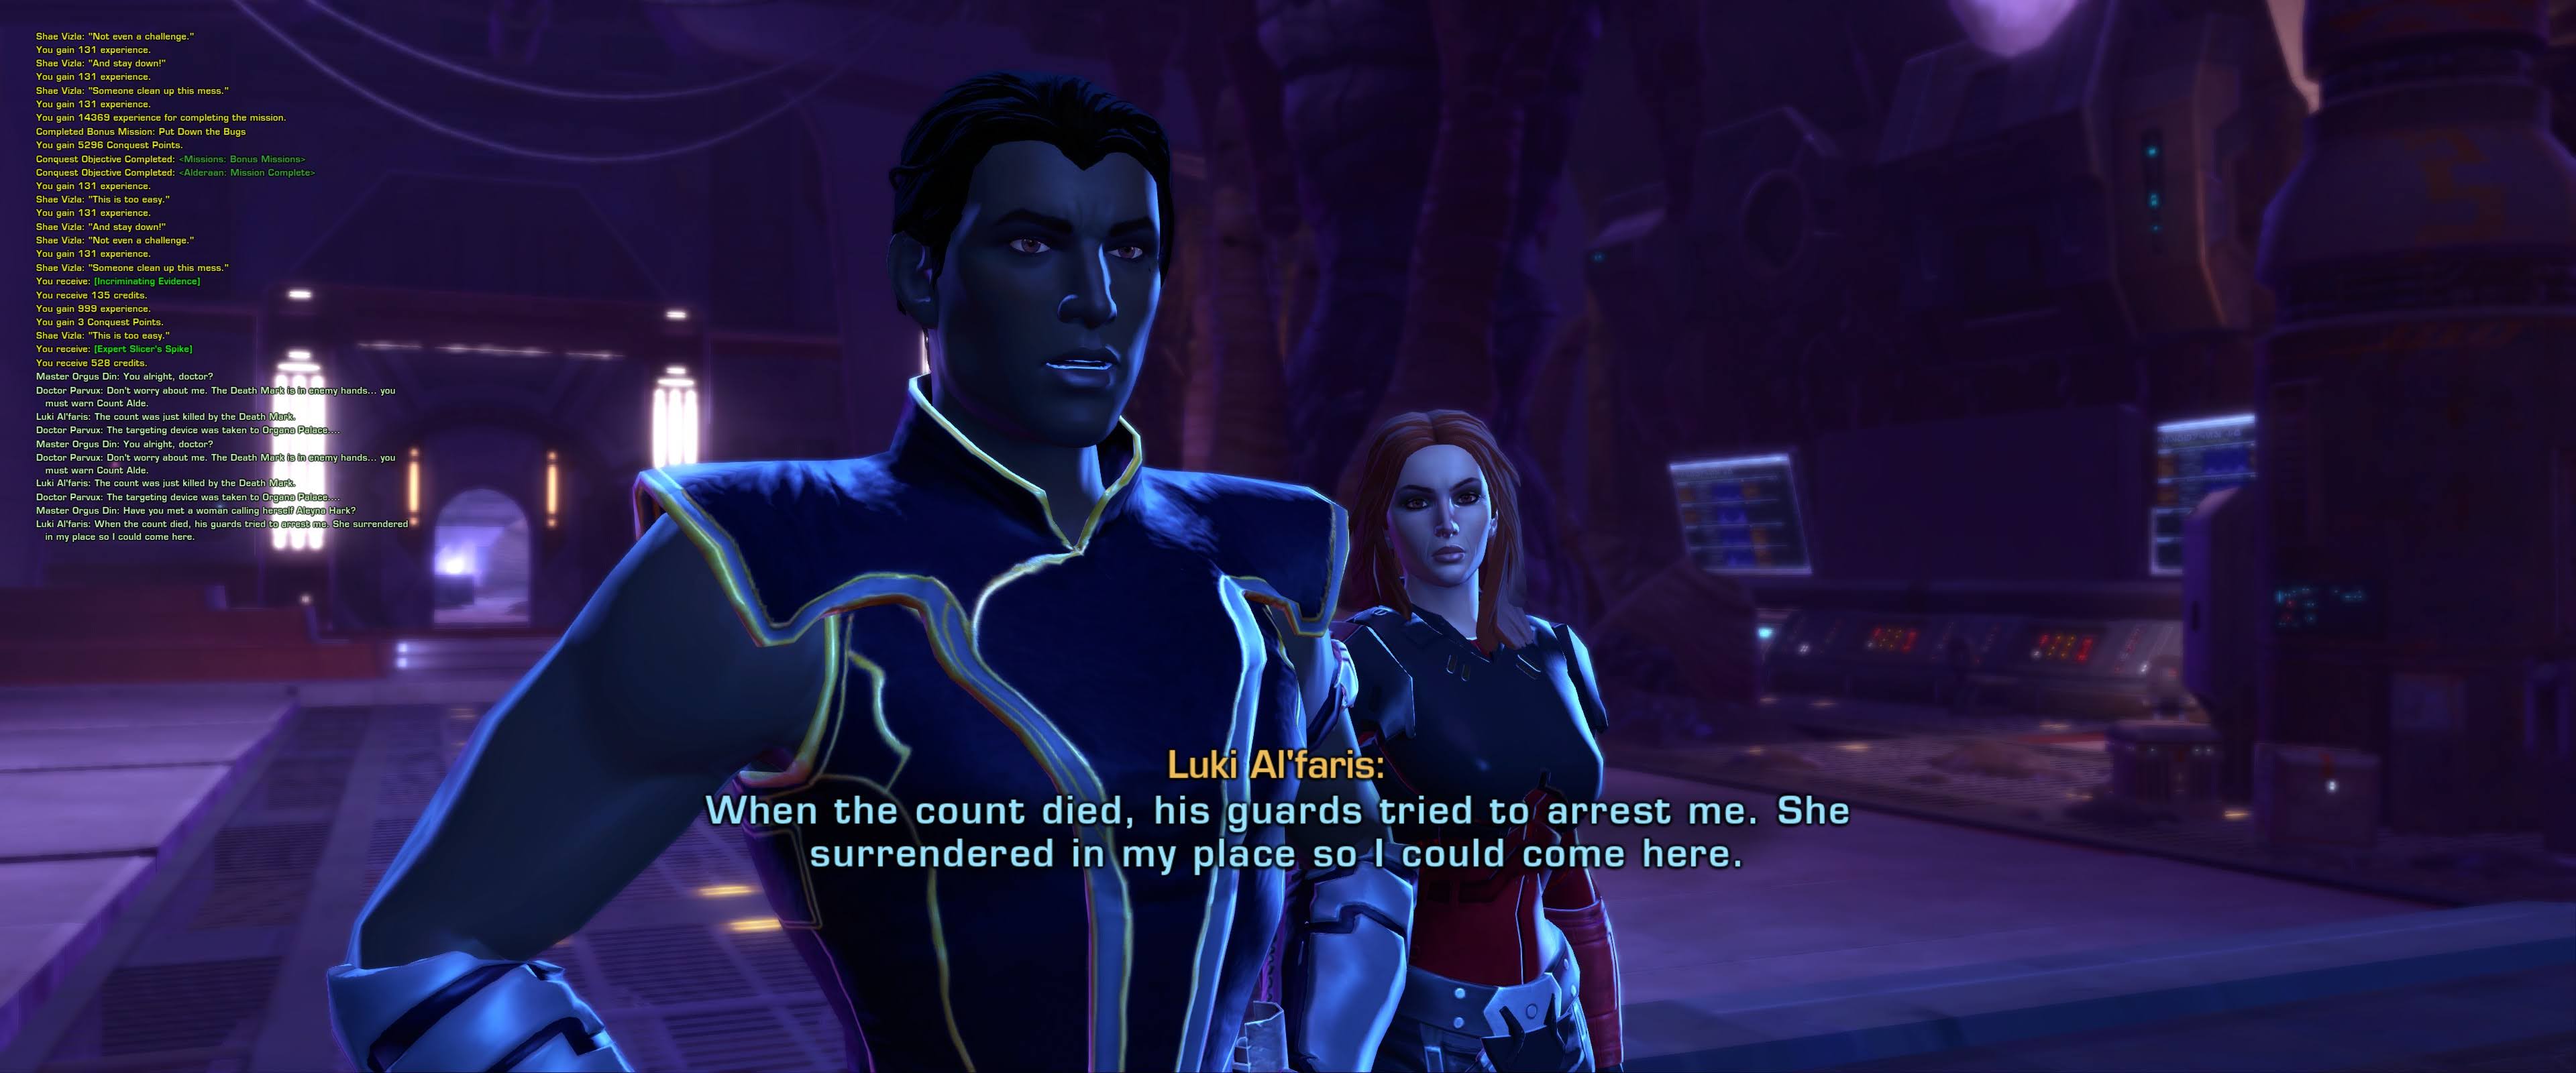 Shae Vizla: "Not even a challenge."
You gain 131 experience.
Shae Vizla: "And stay down!"
You gain 131 experience.
Shae Vizla: "Someone clean up this mess."
You gain 131 experience.
You gain 14369 experience for completing the mission.
Completed Bonus Mission: Put Down the Bugs
You gain 5296 Conquest Points.
Conquest Objective Completed: <Missions: Bonus Missions>
Conquest Objective Completed: <Alderaan: Mission Complete>
You gain 131 experience.
Shae Vizla: "This is too easy."
You gain 131 experience.
Shae Vizla: "And stay down!"
Shae Vizla: "Not even a challenge."
You gain 131 experience.
Shae Vizla: "Someone clean up this mess."
You receive: [Incriminating Evidence]
You receive 135 credits.
You gain 999 experience.
You gain 3 Conquest Points.
Shae Vizla: "This is too easy."
You receive: [Expert Slicer's Spike]
You receive 528 credits.
Master Orgus Din: You alright, doctor?
Doctor Parvux: Don't worry about me. The Death Mark is in enemy hands... you
must warn Count Alde.
Luki Al'faris: The count was just killed by the Death Mark.
Doctor Parvux: The targeting device was taken to Organa Palace....
Master Orgus Din: You alright, doctor?
Doctor Parvux: Don't worry about me. The Death Mark is in enemy hands... you
must warn Count Alde.
Luki Al'faris: The count was just killed by the Death Mark.
Doctor Parvux: The targeting device was taken to Organa Palace....
Master Orgus Din: Have you met a woman calling herself Aleyna Hark?
Luki Al'faris: When the count died, his guards tried to arrest me. She surrendered
in my place so I could come here.
Luki Al'faris:
When the count died, his guards tried to arrest me. She
surrendered in my place so I could come here.